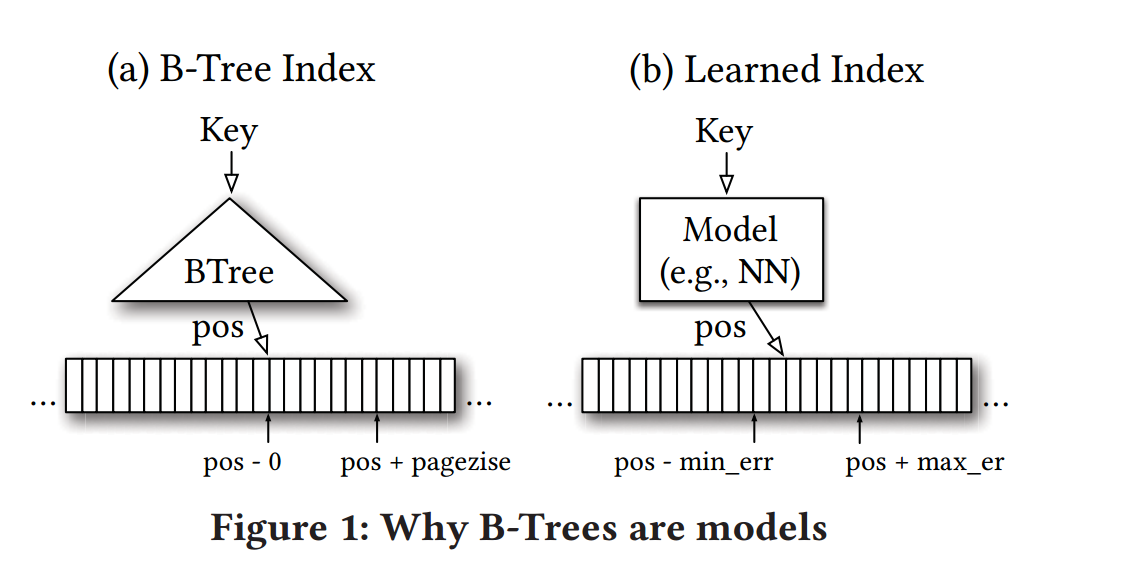 (a) B-Tree Index
Key
BTree
pos
...
...
pos - 0
pos + pagezise
(b) Learned Index
Key
Model
(e.g., NN)
pos
...
...
pos - min_err
pos + max_er
Figure 1: Why B-Trees are models